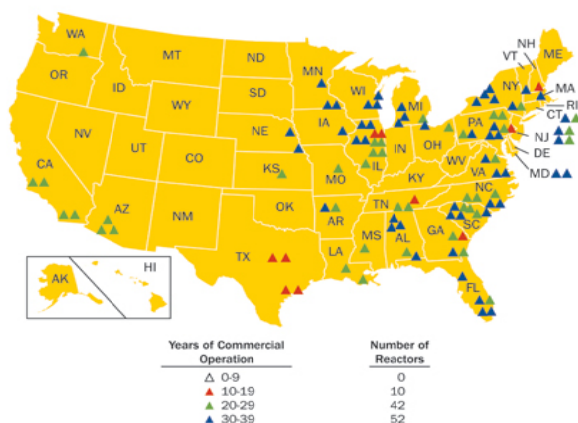 WA
MT
ND
MN
OR
ID
SD
WI
WY
NE
IA
MI
NV
UT
CO
KS
MO
IL
IN
OH
CA
AZ
NM
OK
AR
TN
KY
WV
VA
NC
SC
TX
LA
MS
AL
GA
FL
PA
NY
VT
NH
ME
MA
RI
CT
NJ
DE
MD
AK
HI
Years of Commercial Operation
Number of Reactors
0-9 0
10-19 10
20-29 42
30-39 52